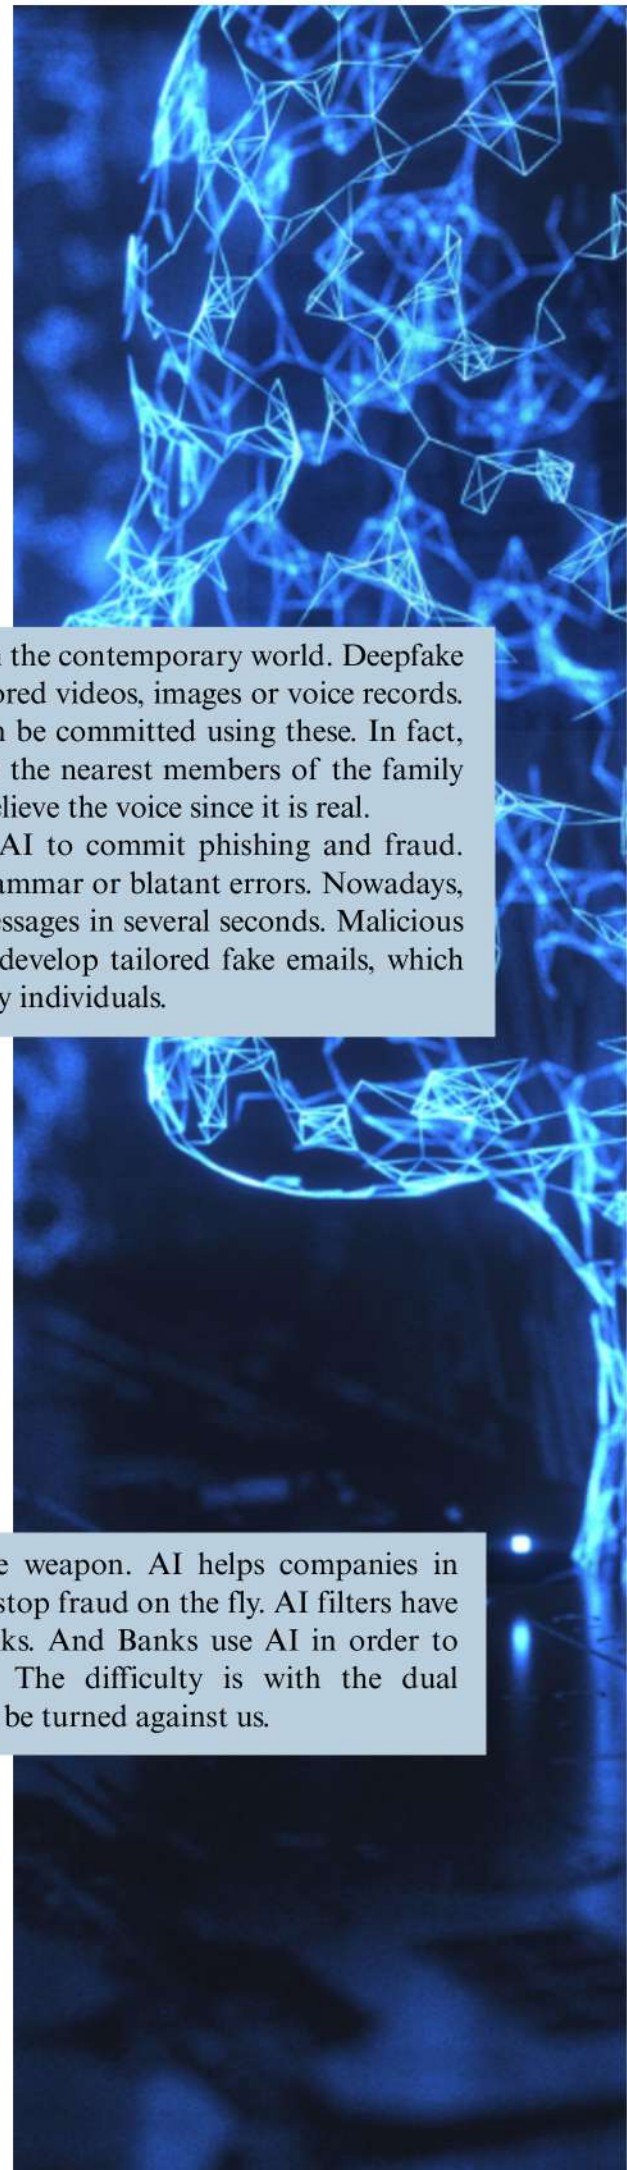 the contemporary world. Deepfake
ored videos, images or voice records.
be committed using these. In fact,
the nearest members of the family
elieve the voice since it is real.
AI to commit phishing and fraud.
ammar or blatant errors. Nowadays,
essages in several seconds. Malicious
develop tailored fake emails, which
y individuals.
e weapon. AI helps companies in
stop fraud on the fly. AI filters have
ks. And Banks use AI in order to
The difficulty is with the dual
be turned against us.